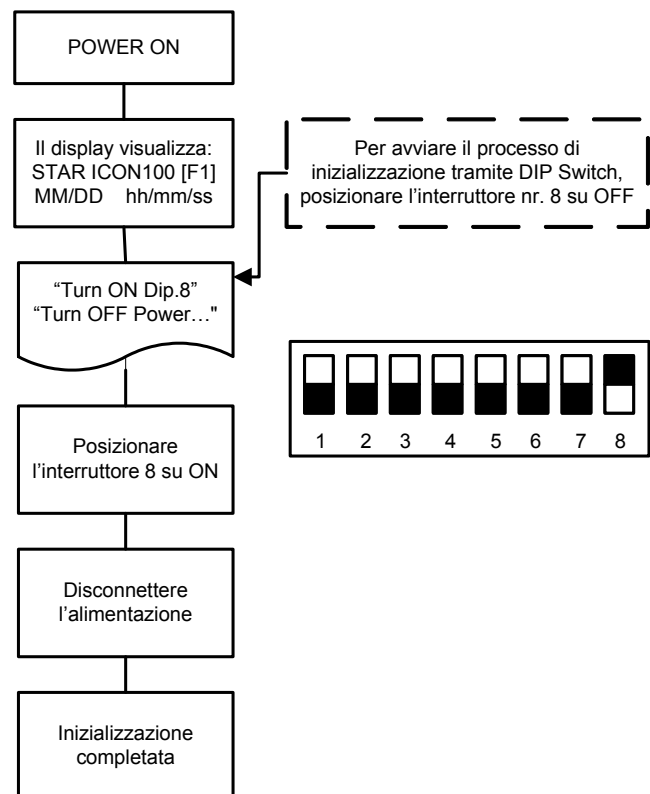 POWER ON
Il display visualizza:
STAR ICON100 [F1]
MM/DD hh/mm/ss
Per avviare il processo di
inizializzazione tramite DIP Switch,
posizionare l'interruttore nr. 8 su OFF
“Turn ON Dip.8”
“Turn OFF Power…"
1 2 3 4 5 6 7 8
Posizionare
l'interruttore 8 su ON
Disconnettere
l'alimentazione
Inizializzazione
completata